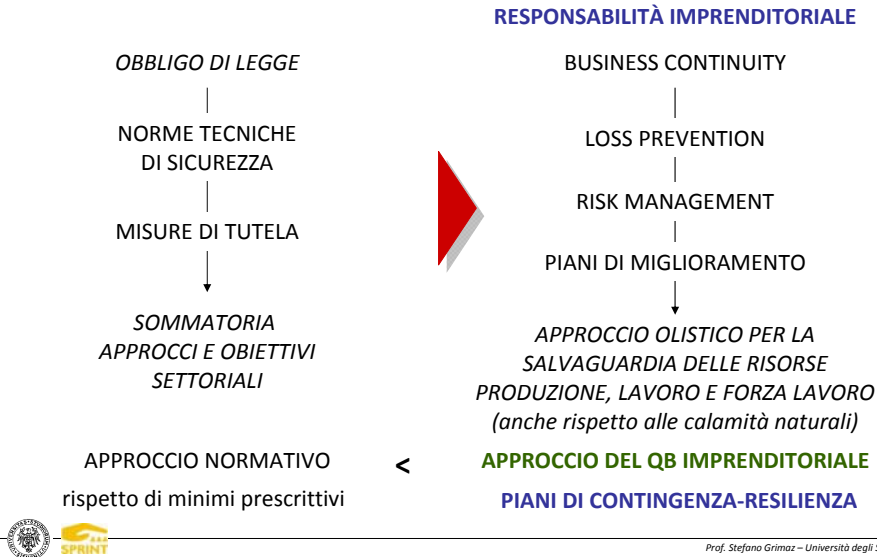 RESPONSABILITÀ IMPRENDITORIALE
OBBLIGO DI LEGGE
NORME TECNICHE
DI SICUREZZA
MISURE DI TUTELA
SOMMATORIA
APPROCCI E OBIETTIVI
SETTORIALI
BUSINESS CONTINUITY
LOSS PREVENTION
RISK MANAGEMENT
PIANI DI MIGLIORAMENTO
APPROCCIO OLISTICO PER LA
SALVAGUARDIA DELLE RISORSE
PRODUZIONE, LAVORO E FORZA LAVORO
(anche rispetto alle calamità naturali)
APPROCCIO NORMATIVO < APPROCCIO DEL QB IMPRENDITORIALE
rispetto di minimi prescrittivi PIANI DI CONTINGENZA-RESILIENZA
SPRINT
Prof. Stefano Grimaz – Università degli S